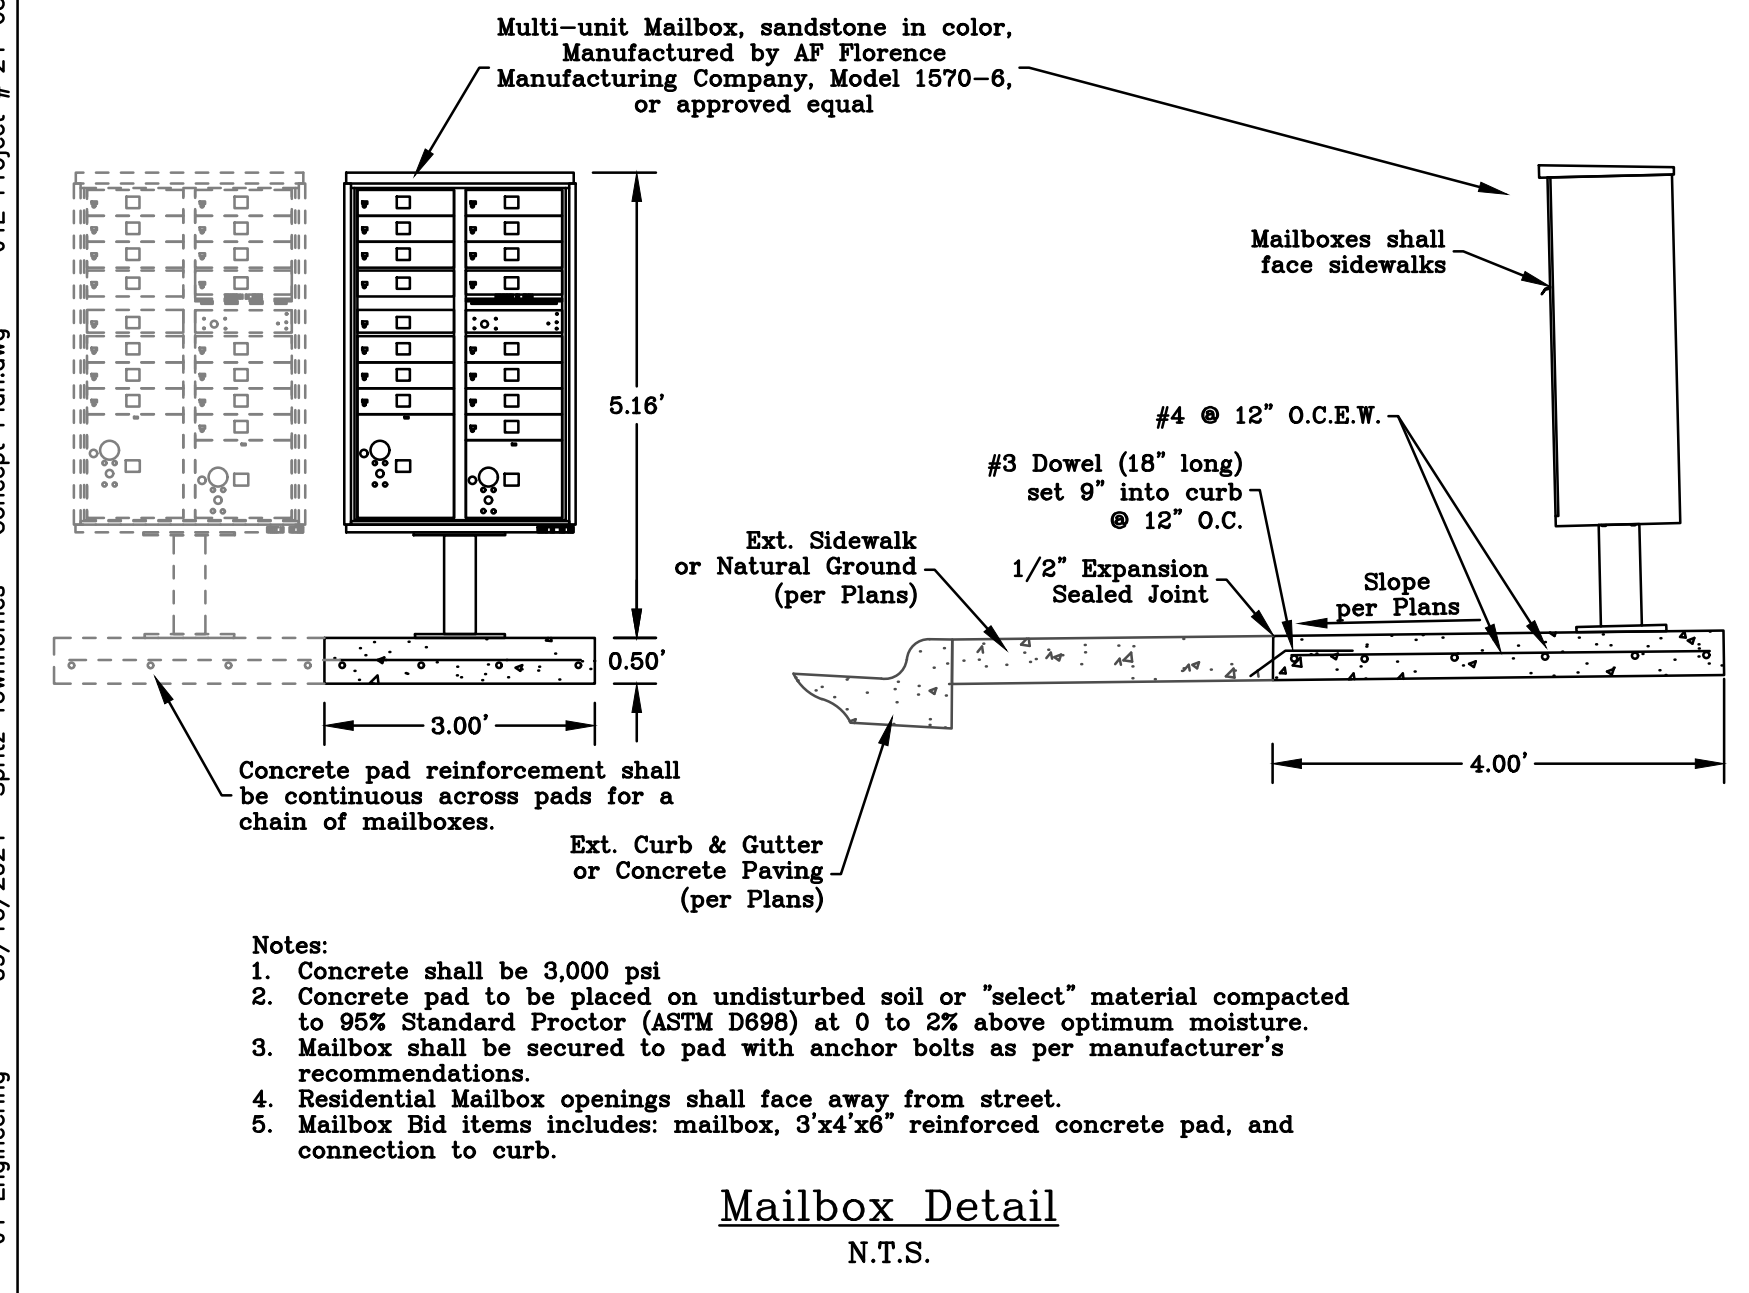 Multi-unit Mailbox, sandstone in color,
Manufactured by AF Florence
Manufacturing Company, Model 1570-6,
or approved equal
Mailboxes shall
face sidewalks
5.16'
#4 @ 12" O.C.E.W.
#3 Dowel (18" long)
set 9" into curb
@ 12" O.C.
Ext. Sidewalk
or Natural Ground
(per Plans)
1/2" Expansion
Sealed Joint
Slope
per Plans
0.50'
3.00'
4.00'
Concrete pad reinforcement shall
be continuous across pads for a
chain of mailboxes.
Ext. Curb & Gutter
or Concrete Paving
(per Plans)
Notes:
1. Concrete shall be 3,000 psi
2. Concrete pad to be placed on undisturbed soil or "select" material compacted
to 95% Standard Proctor (ASTM D698) at 0 to 2% above optimum moisture.
3. Mailbox shall be secured to pad with anchor bolts as per manufacturer's
recommendations.
4. Residential Mailbox openings shall face away from street.
5. Mailbox Bid items includes: mailbox, 3'x4'x6" reinforced concrete pad, and
connection to curb.
Mailbox Detail
N.T.S.